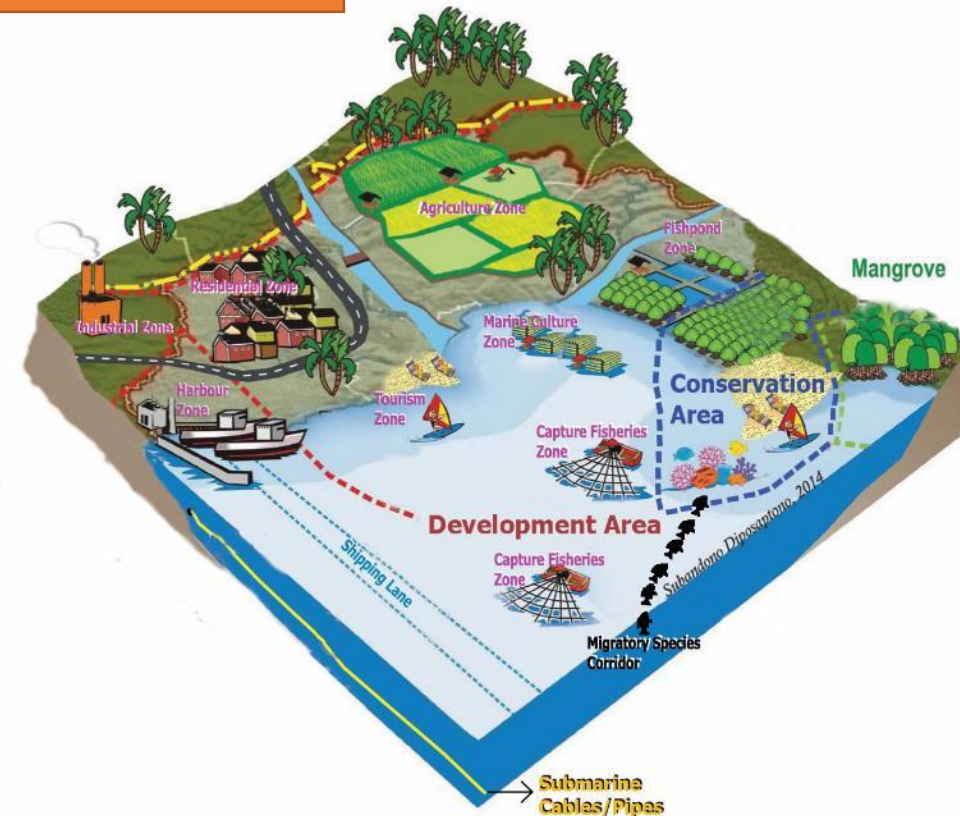 Agriculture Zone
Fishpond
Zone
Mangrove
Residential Zone
Industrial Zone
Marine Culture
Zone
Harbour
Zone
Tourism
Zone
Conservation
Area
Capture Fisheries
Zone
Development Area
Subandono Diposaptono, 2014
Shipping Lane
Capture Fisheries
Zone
Migratory Species
Corridor
Submarine
Cables/Pipes